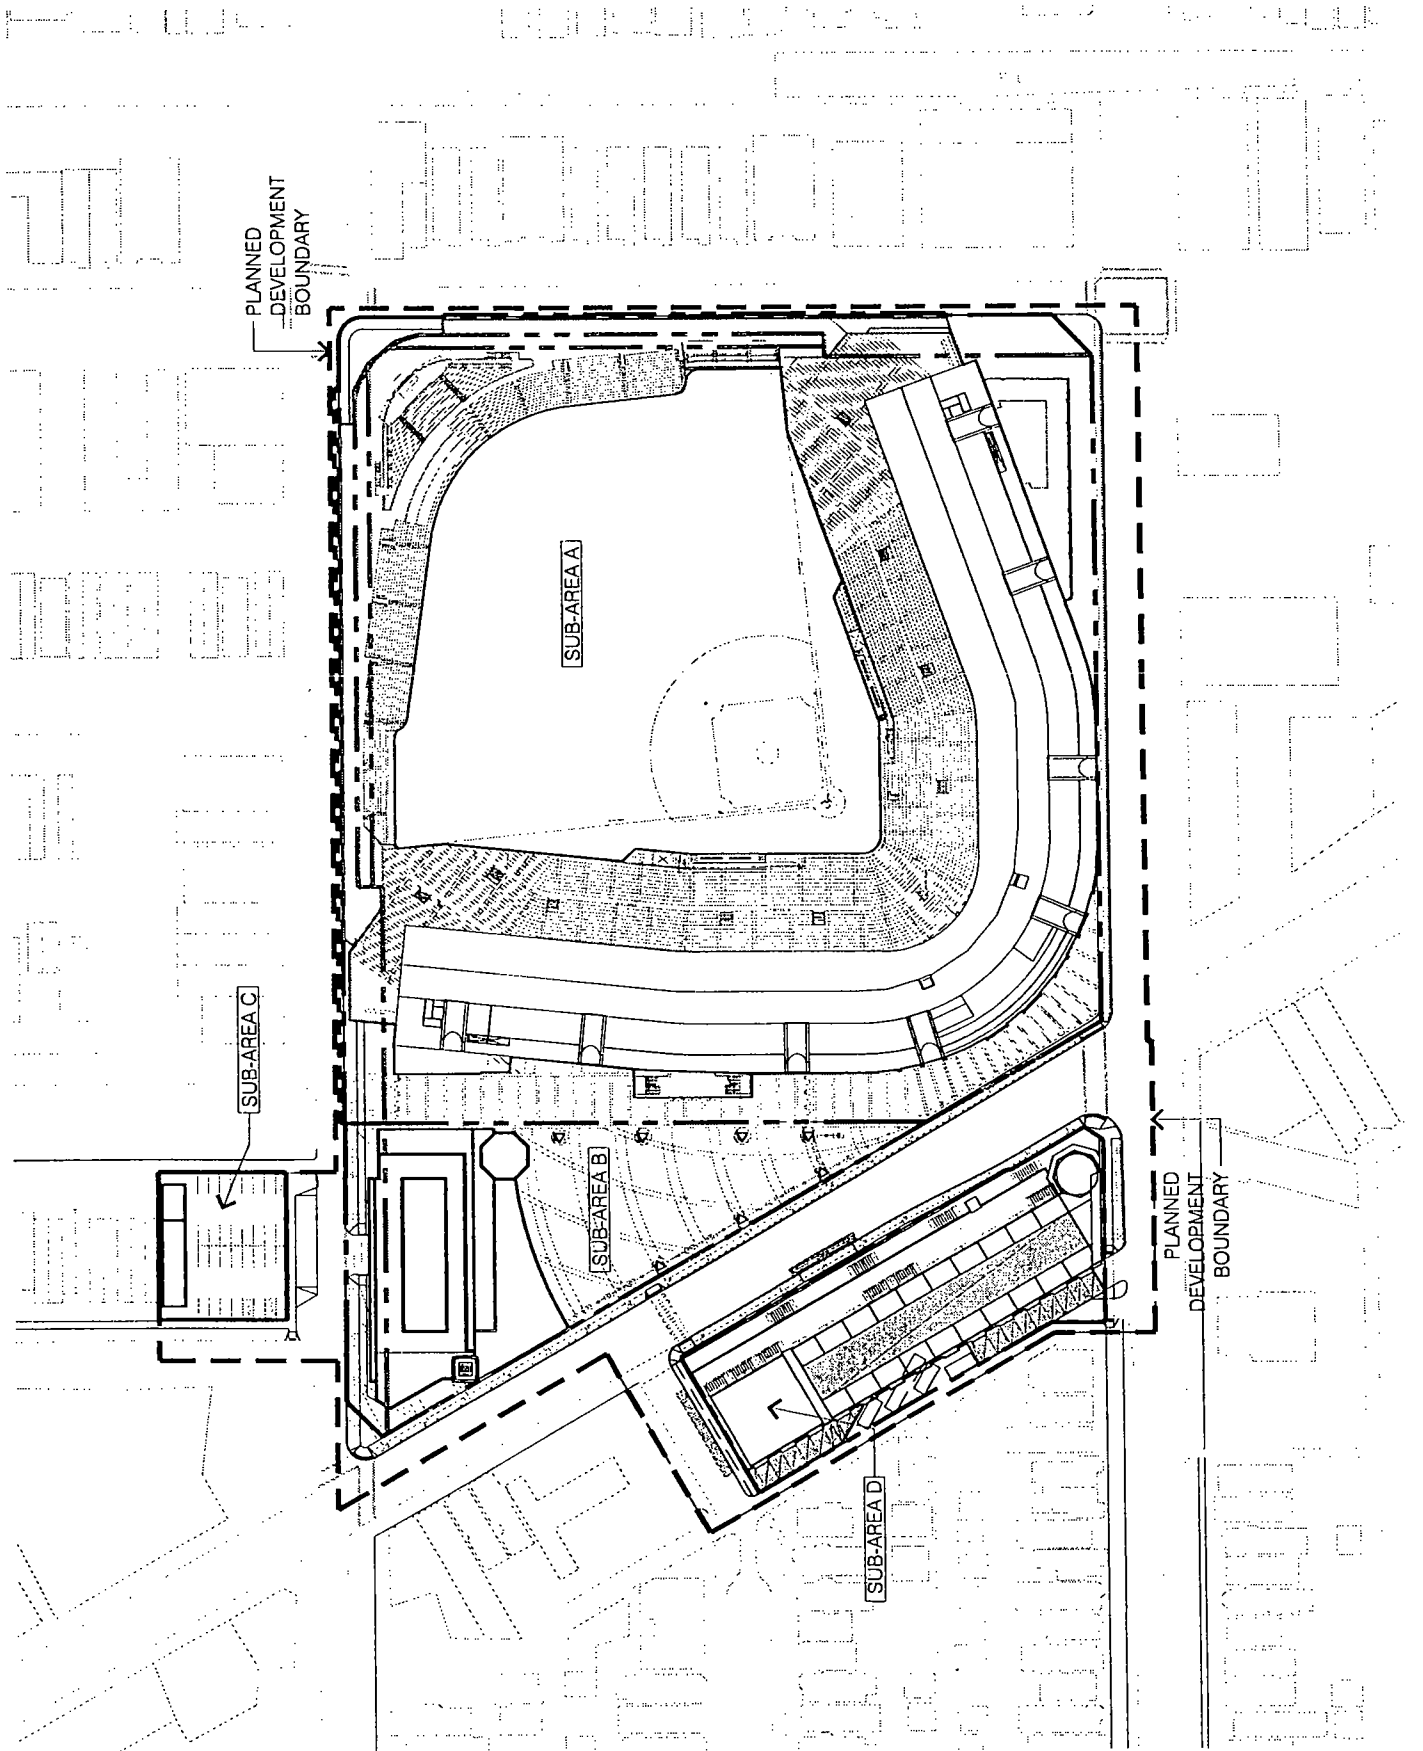 PLANNED
DEVELOPMENT
BOUNDARY
SUB-AREA A
SUB-AREA C
SUB-AREA B
PLANNED
DEVELOPMENT
BOUNDARY
SUB-AREA D